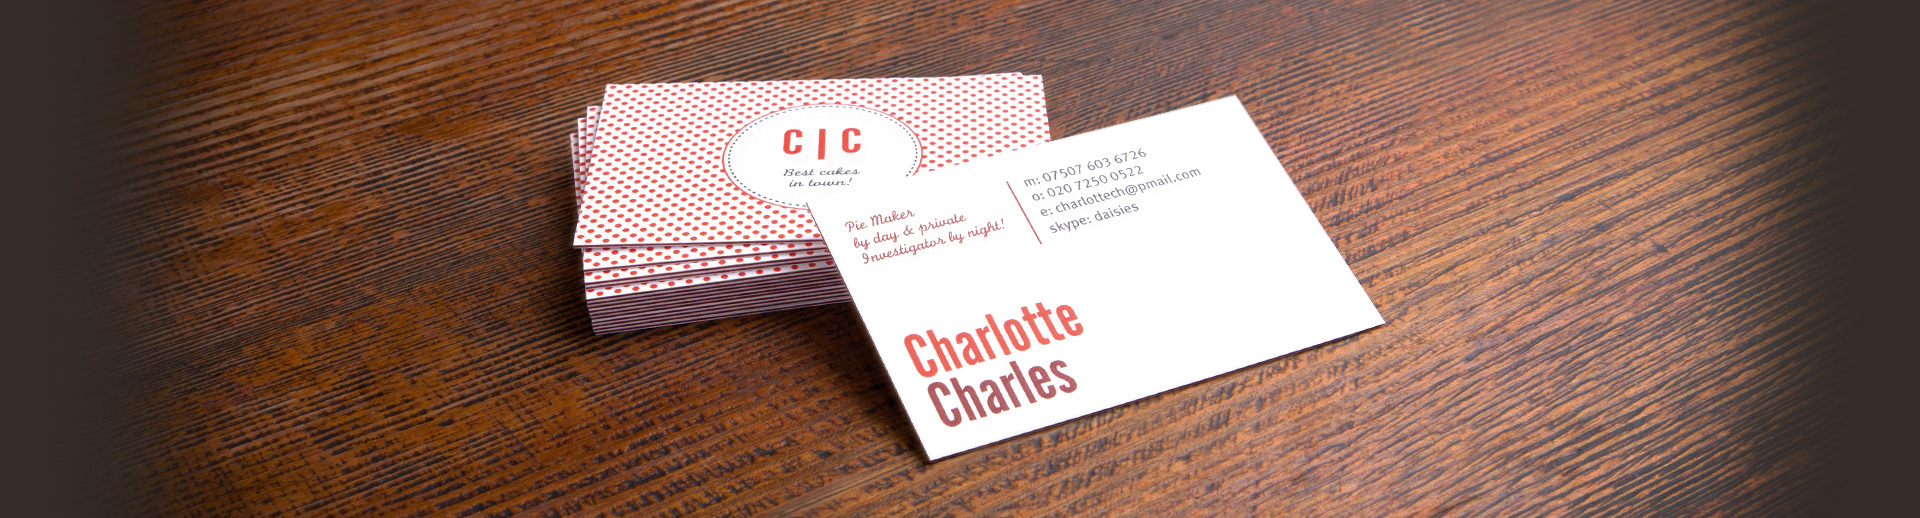 C | C
Best cakes
in town!
Pie Maker
by day & private
Investigator by night!
m: 07507 603 6726
o: 020 7250 0522
e: charlottech@pmail.com
skype: daisies
Charlotte
Charles